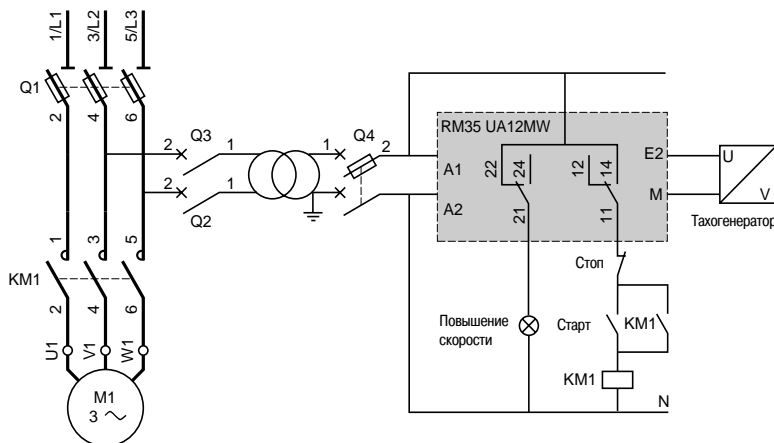 1/L1 3/L2 5/L3
Q1
2 4 6
Q3
2 1
1 Q4 2
2 1
Q2
RM35 UA12MW
A1
A2
22 24
21
12 14
11
E2
M
U
V
Тахогенератор
1 3 5
KM1
2 4 6
U1 V1 W1
M1
3
Стоп
Повышение
скорости
Старт
KM1
KM1
N